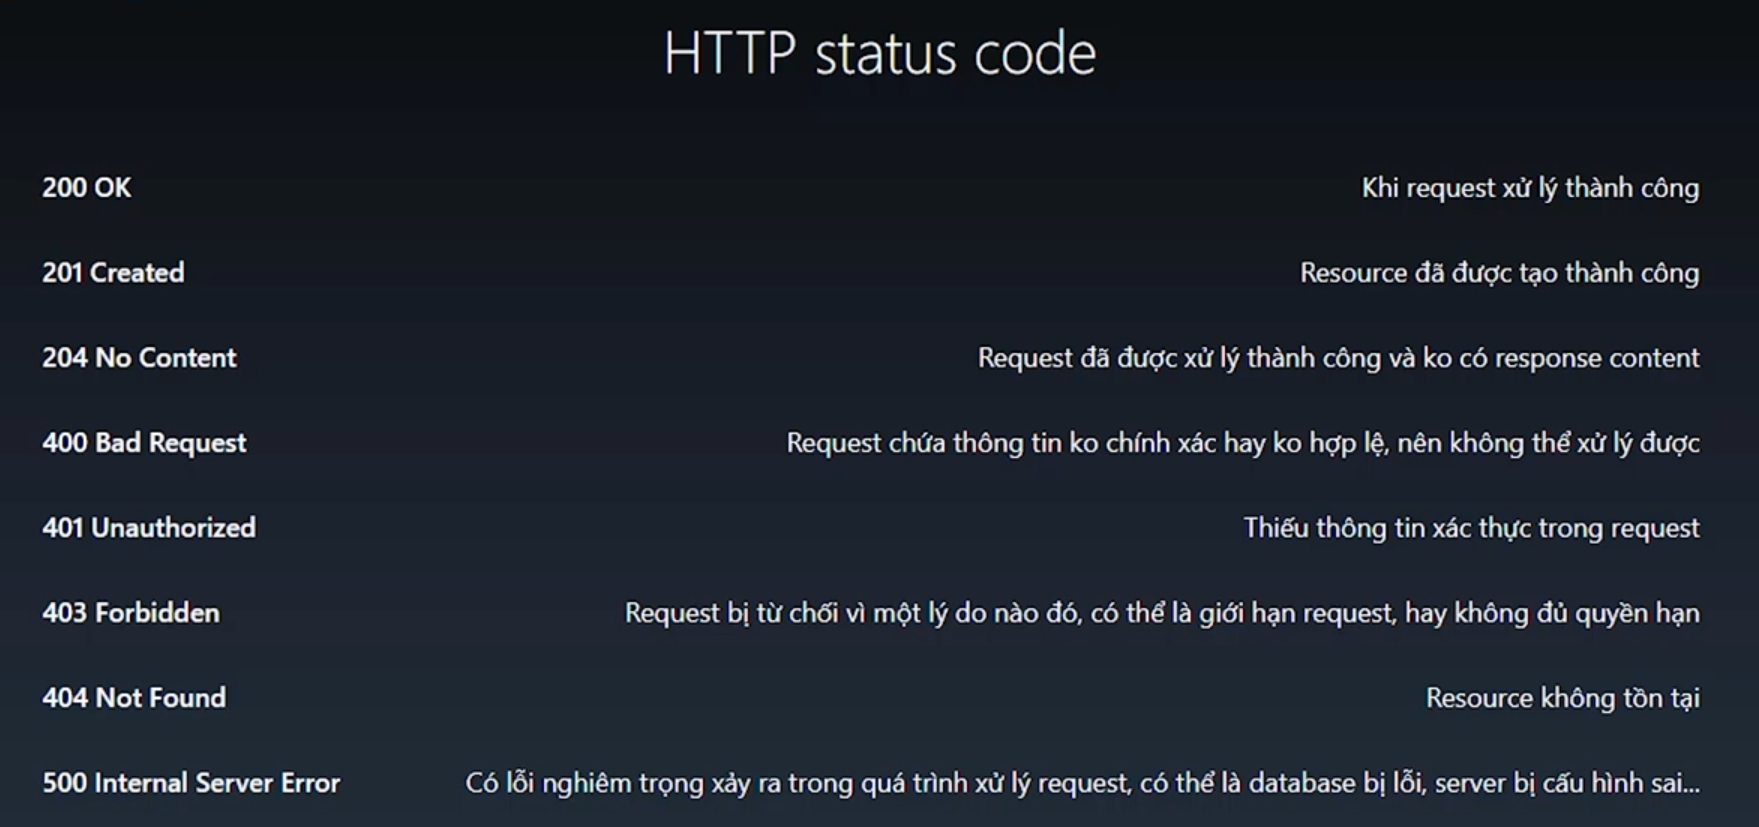 HTTP status code
200 OK Khi request xử lý thành công
201 Created Resource đã được tạo thành công
204 No Content Request đã được xử lý thành công và ko có response content
400 Bad Request Request chứa thông tin ko chính xác hay ko hợp lệ, nên không thể xử lý được
401 Unauthorized Thiếu thông tin xác thực trong request
403 Forbidden Request bị từ chối vì một lý do nào đó, có thể là giới hạn request, hay không đủ quyền hạn
404 Not Found Resource không tồn tại
500 Internal Server Error Có lỗi nghiêm trọng xảy ra trong quá trình xử lý request, có thể là database bị lỗi, server bị cấu hình sai...